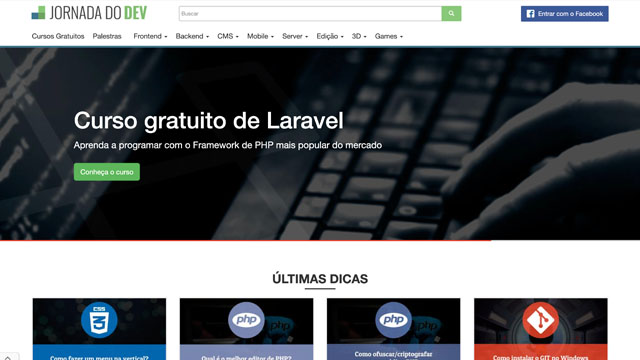 JORNADA DO DEV
Buscar
Entrar com o Facebook
Cursos Gratuitos Palestras Frontend Backend CMS Mobile Server Edição 3D Games
Curso gratuito de Laravel
Aprenda a programar com o Framework de PHP mais popular do mercado
Conheça o curso
ÚLTIMAS DICAS
CSS
3
php
php
git
Como fazer um menu na vertical?
Qual é o melhor editor de PHP?
Como ofuscar/criptografar
Como instalar o GIT no Windows